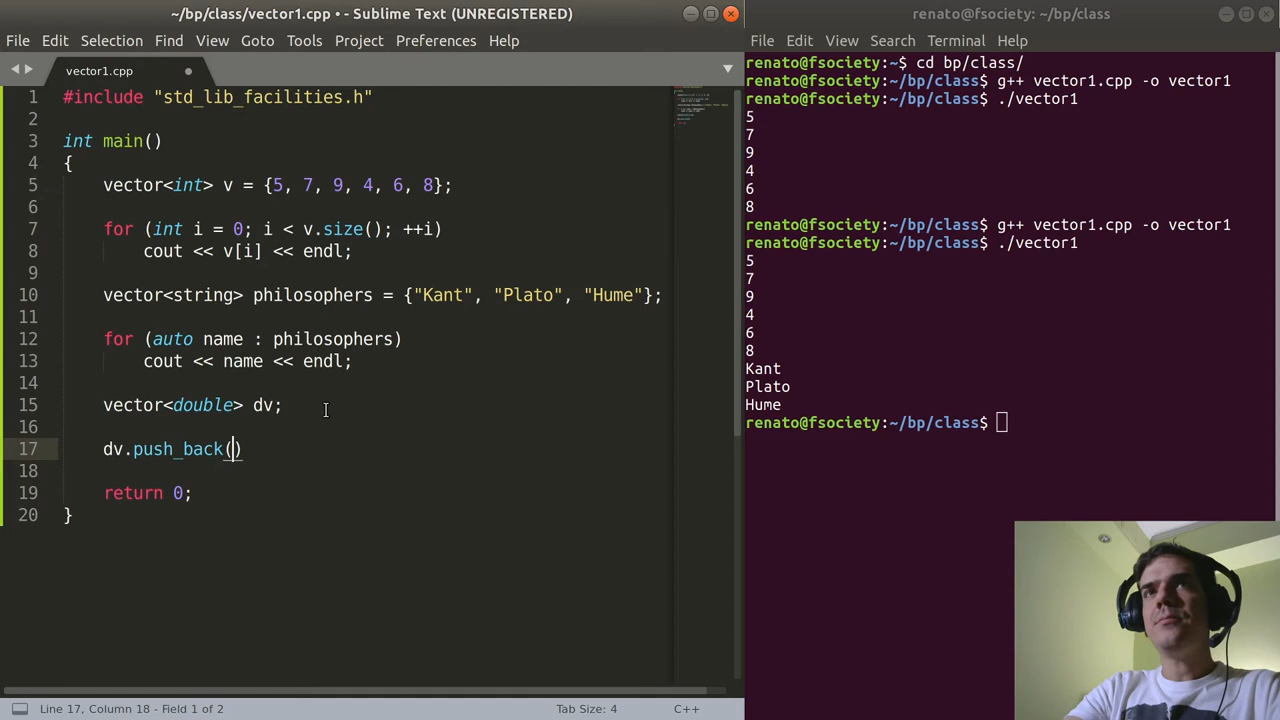 ~/bp/class/vector1.cpp • - Sublime Text (UNREGISTERED)
File Edit Selection Find View Goto Tools Project Preferences Help
vector1.cpp
1 #include "std_lib_facilities.h"
2
3 int main()
4 {
5 vector<int> v = {5, 7, 9, 4, 6, 8};
6
7 for (int i = 0; i < v.size(); ++i)
8 cout << v[i] << endl;
9
10 vector<string> philosophers = {"Kant", "Plato", "Hume"};
11
12 for (auto name : philosophers)
13 cout << name << endl;
14
15 vector<double> dv;
16
17 dv.push_back()
18
19 return 0;
20 }
Line 17, Column 18 - Field 1 of 2 Tab Size: 4 C++
renato@fsociety: ~/bp/class
File Edit View Search Terminal Help
renato@fsociety:~$ cd bp/class/
renato@fsociety:~/bp/class$ g++ vector1.cpp -o vector1
renato@fsociety:~/bp/class$ ./vector1
5
7
9
4
6
8
renato@fsociety:~/bp/class$ g++ vector1.cpp -o vector1
renato@fsociety:~/bp/class$ ./vector1
5
7
9
4
6
8
Kant
Plato
Hume
renato@fsociety:~/bp/class$